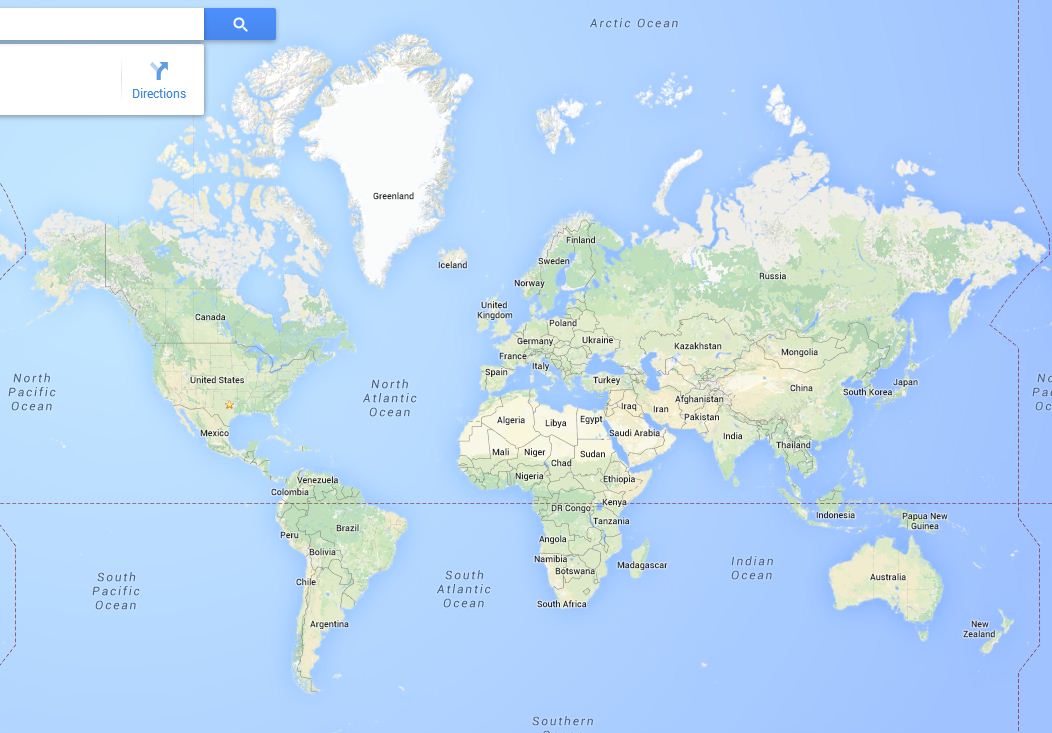 Arctic Ocean
Directions
Greenland
Finland
Iceland
Sweden
Russia
Norway
United
Kingdom
Canada
Poland
Germany
Ukraine
Kazakhstan
France
Mongolia
Italy
Spain
North
Pacific
Ocean
United States
North
Atlantic
Ocean
Turkey
China
Japan
South Korea
Afghanistan
Iraq
Iran
Pakistan
Algeria
Libya
Egypt
Mexico
Saudi Arabia
India
Thailand
Mali
Niger
Sudan
Chad
Venezuela
Nigeria
Ethiopia
Colombia
Kenya
DR Congo
Indonesia
Papua New
Guinea
Tanzania
Brazil
Peru
Angola
Bolivia
Namibia
Botswana
Madagascar
Indian
Ocean
South
Pacific
Ocean
South
Atlantic
Ocean
Chile
Australia
South Africa
Argentina
New
Zealand
Southern